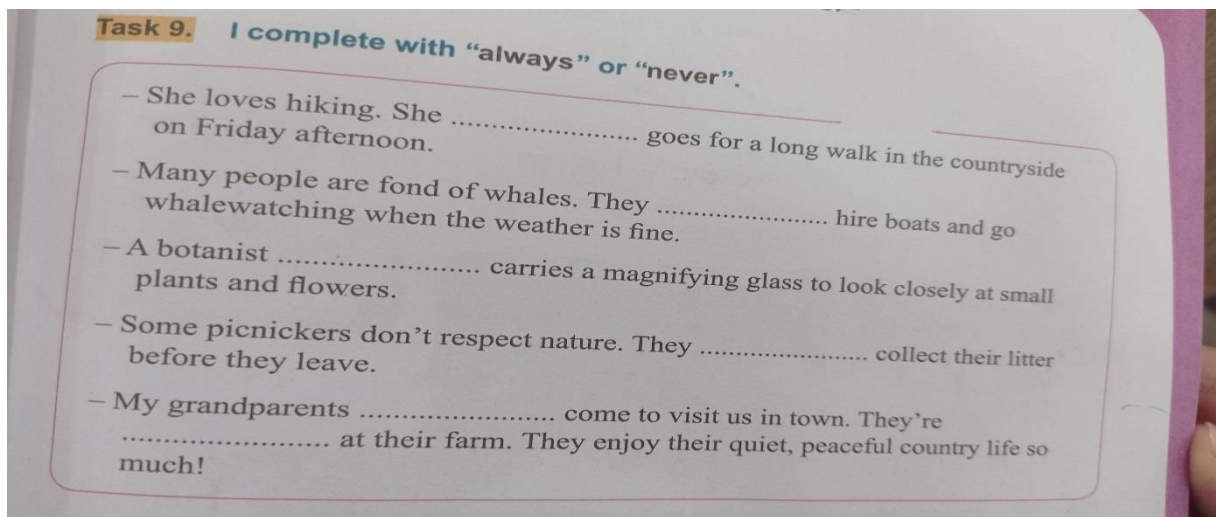 Task 9. I complete with “always” or “never”.
– She loves hiking. She ........................ goes for a long walk in the countryside
on Friday afternoon.
– Many people are fond of whales. They ........................ hire boats and go
whalewatching when the weather is fine.
– A botanist ........................ carries a magnifying glass to look closely at small
plants and flowers.
– Some picnickers don’t respect nature. They ........................ collect their litter
before they leave.
– My grandparents ........................ come to visit us in town. They’re
........................ at their farm. They enjoy their quiet, peaceful country life so
much!